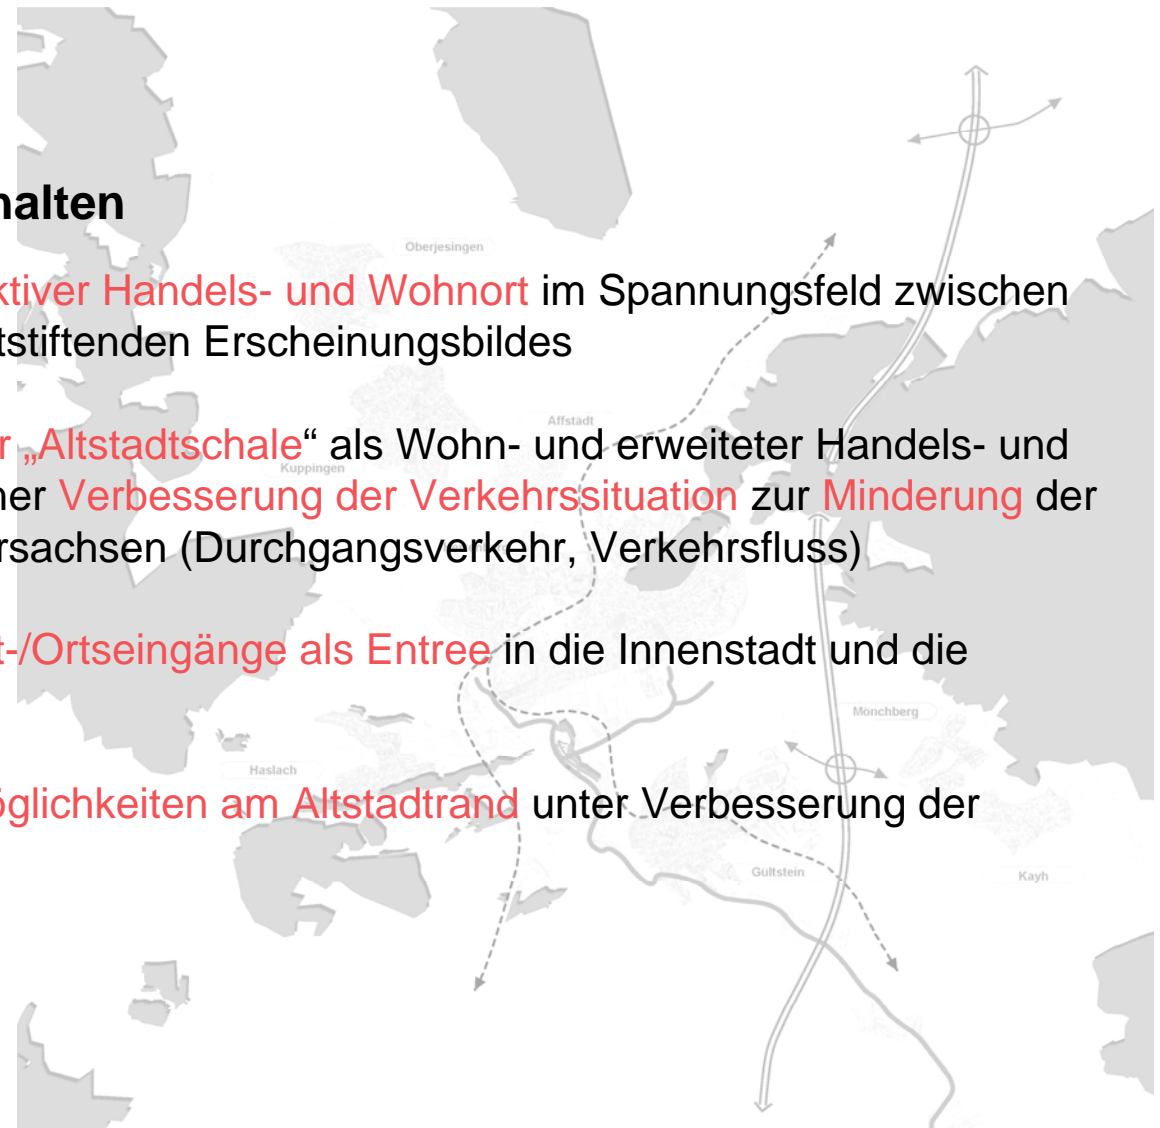 halten
Oberjesingen
ktiver Handels- und Wohnort im Spannungsfeld zwischen
tstiftenden Erscheinungsbildes
Affstädt
r „Altstadtschale“ als Wohn- und erweiteter Handels- und
Kuppingen
ner Verbesserung der Verkehrssituation zur Minderung der
rsachsen (Durchgangsverkehr, Verkehrsfluss)
t-/Ortseingänge als Entree in die Innenstadt und die
Mönchberg
Haslach
öglichkeiten am Altstadtrand unter Verbesserung der
Gültstein
Kayh